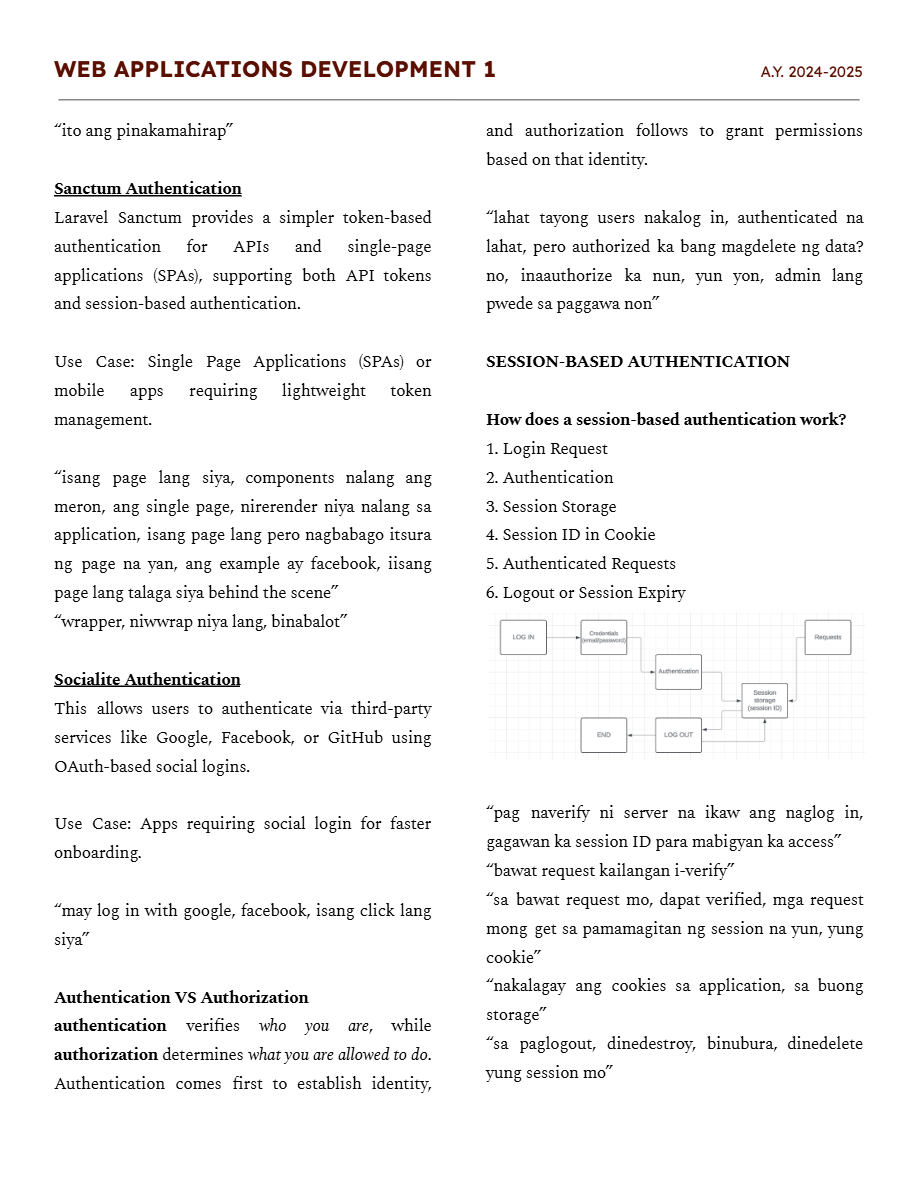 WEB APPLICATIONS DEVELOPMENT 1
A.Y. 2024-2025
“ito ang pinakamahirap”
Sanctum Authentication
Laravel Sanctum provides a simpler token-based
authentication for APIs and single-page
applications (SPAs), supporting both API tokens
and session-based authentication.
Use Case: Single Page Applications (SPAs) or
mobile apps requiring lightweight token
management.
“isang page lang siya, components nalang ang
meron, ang single page, nirerender niya nalang sa
application, isang page lang pero nagbabago itsura
ng page na yan, ang example ay facebook, iisang
page lang talaga siya behind the scene”
“wrapper, niwwrap niya lang, binabalot”
Socialite Authentication
This allows users to authenticate via third-party
services like Google, Facebook, or GitHub using
OAuth-based social logins.
Use Case: Apps requiring social login for faster
onboarding.
“may log in with google, facebook, isang click lang
siya”
Authentication VS Authorization
authentication verifies who you are, while
authorization determines what you are allowed to do.
Authentication comes first to establish identity,
and authorization follows to grant permissions
based on that identity.
“lahat tayong users nakalog in, authenticated na
lahat, pero authorized ka bang magdelete ng data?
no, inaauthorize ka nun, yun yon, admin lang
pwede sa paggawa non”
SESSION-BASED AUTHENTICATION
How does a session-based authentication work?
1. Login Request
2. Authentication
3. Session Storage
4. Session ID in Cookie
5. Authenticated Requests
6. Logout or Session Expiry
LOG IN
Credentials
(email/password)
Requests
Authentication
Session
storage
(session ID)
END
LOG OUT
“pag naverify ni server na ikaw ang naglog in,
gagawan ka session ID para mabigyan ka access”
“bawat request kailangan i-verify”
“sa bawat request mo, dapat verified, mga request
mong get sa pamamagitan ng session na yun, yung
cookie”
“nakalagay ang cookies sa application, sa buong
storage”
“sa paglogout, dinedestroy, binubura, dinedelete
yung session mo”